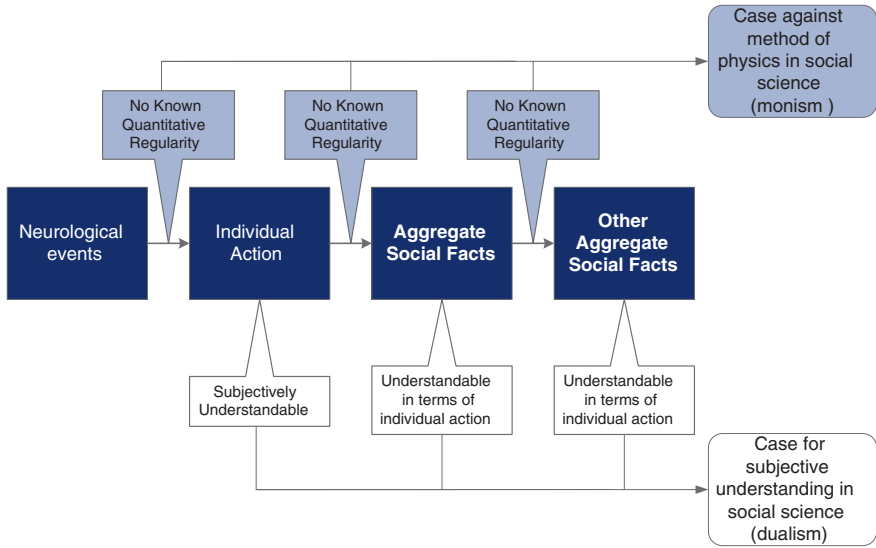 Case against
method of
physics in social
science
(monism )
No Known
Quantitative
Regularity
No Known
Quantitative
Regularity
No Known
Quantitative
Regularity
Neurological
events
Individual
Action
Aggregate
Social Facts
Other
Aggregate
Social Facts
Subjectively
Understandable
Understandable
in terms of
individual action
Understandable
in terms of
individual action
Case for
subjective
understanding in
social science
(dualism)